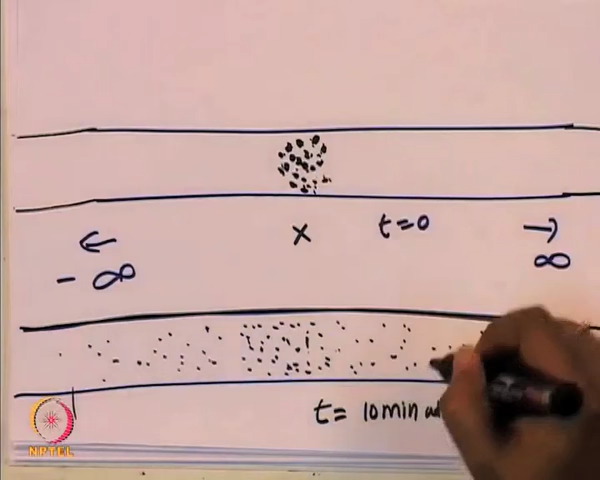 x t=0
← →
- ∞ ∞
t= 10min
NPTEL